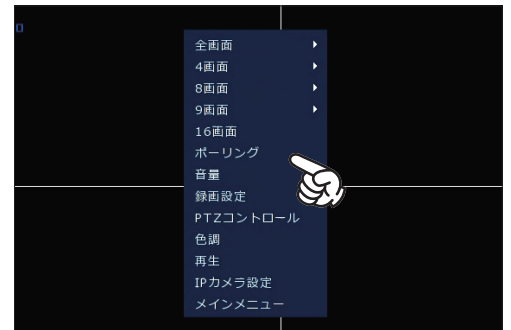 全画面
4画面
8画面
9画面
16画面
ポーリング
音量
録画設定
PTZコントロール
色調
再生
IPカメラ設定
メインメニュー